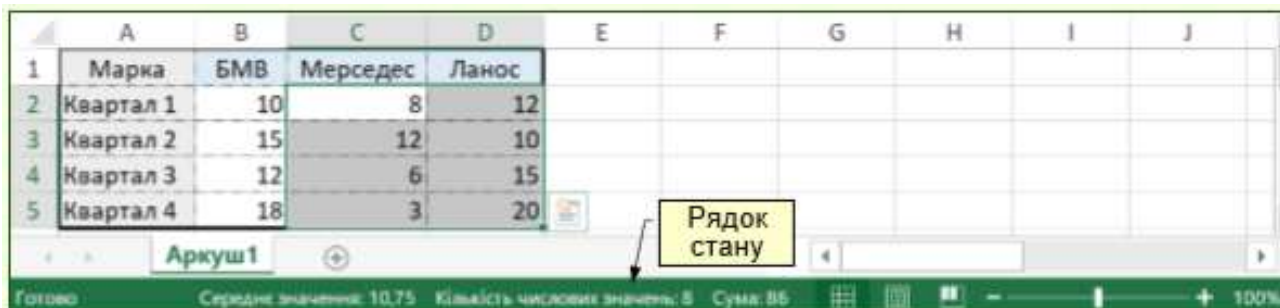 A B C D E F G H I J
1 Марка БМВ Мерседес Ланос
2 Квартал 1 10 8 12
3 Квартал 2 15 12 10
4 Квартал 3 12 6 15
5 Квартал 4 18 3 20
Рядок
стану
Аркуш1
Готово Середнє значення: 10,75 Кількість числових значень: 8 Сума: 86 100%